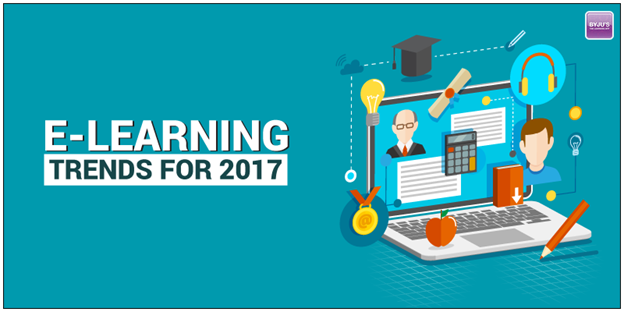 E-LEARNING
TRENDS FOR 2017
BYJU'S
@